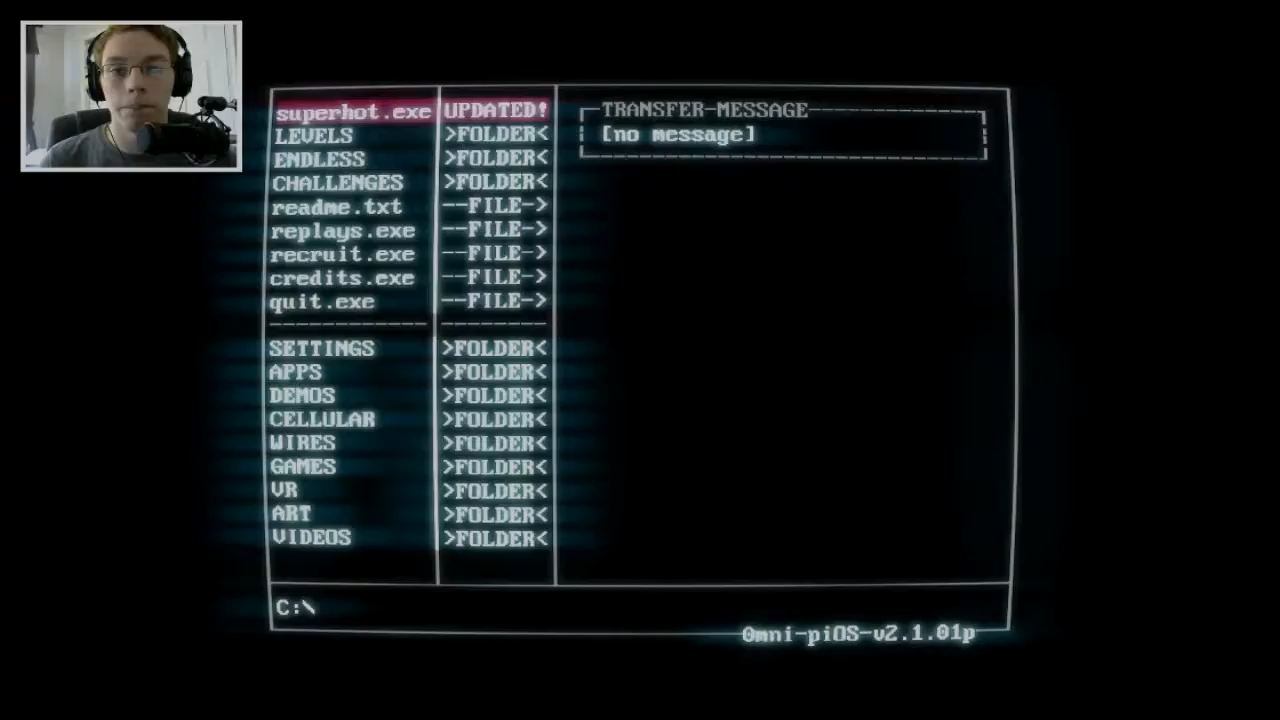 superhot.exe UPDATED!
LEVELS >FOLDER<
ENDLESS >FOLDER<
CHALLENGES >FOLDER<
readme.txt --FILE->
replays.exe --FILE->
recruit.exe --FILE->
credits.exe --FILE->
quit.exe --FILE->
SETTINGS >FOLDER<
APPS >FOLDER<
DEMOS >FOLDER<
CELLULAR >FOLDER<
WIRES >FOLDER<
GAMES >FOLDER<
VR >FOLDER<
ART >FOLDER<
VIDEOS >FOLDER<
TRANSFER-MESSAGE
[no message]
C:\
0mni-piOS-v2.1.01p